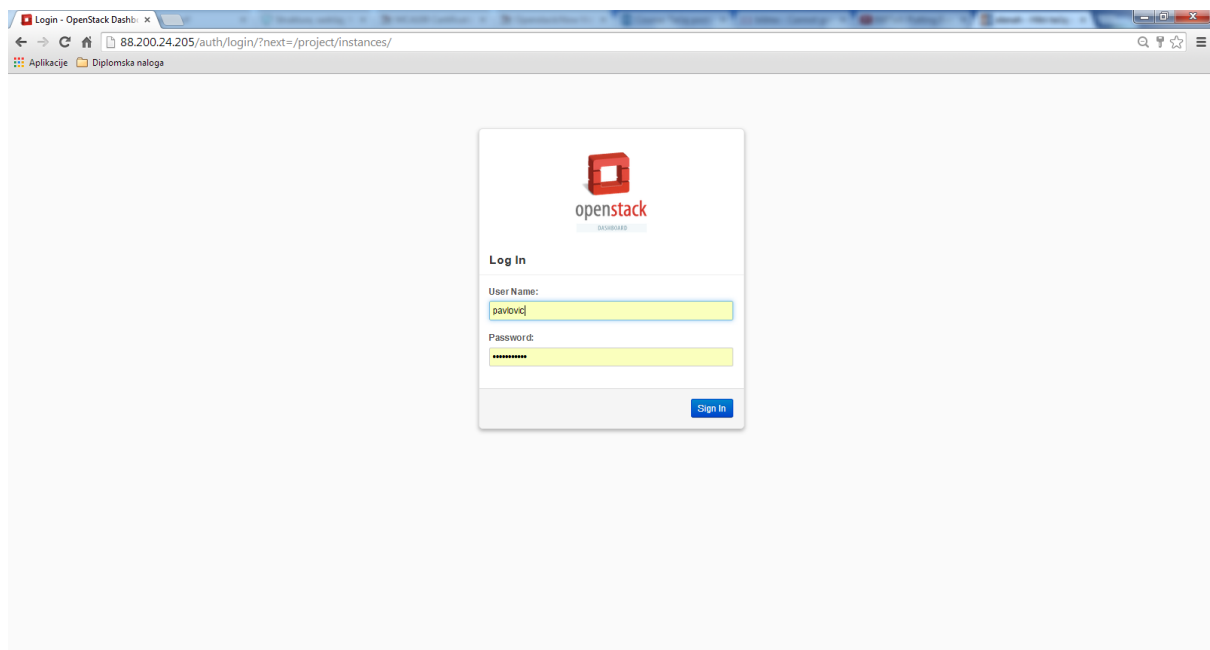 Login - OpenStack Dashb
88.200.24.205/auth/login/?next=/project/instances/
Aplikacije
Diplomska naloga
openstack
DASHBOARD
Log In
User Name:
pavlovic
Password:
Sign In